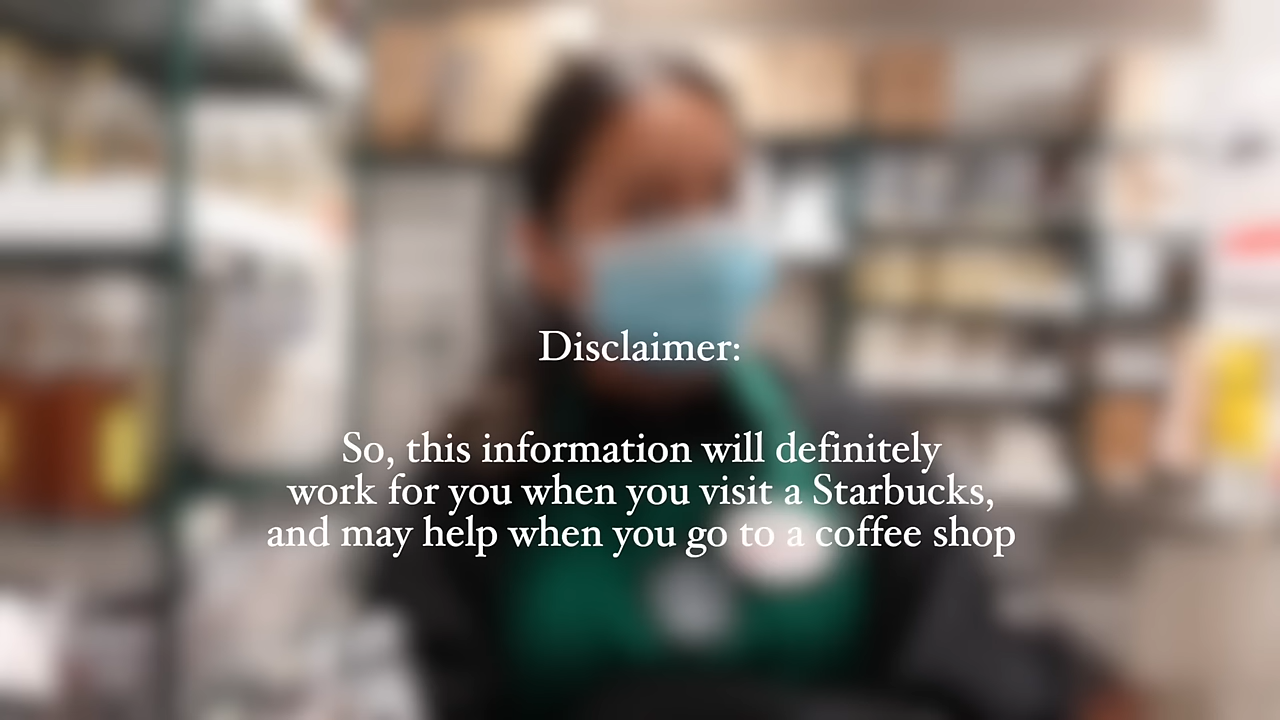 Disclaimer:
So, this information will definitely
work for you when you visit a Starbucks,
and may help when you go to a coffee shop